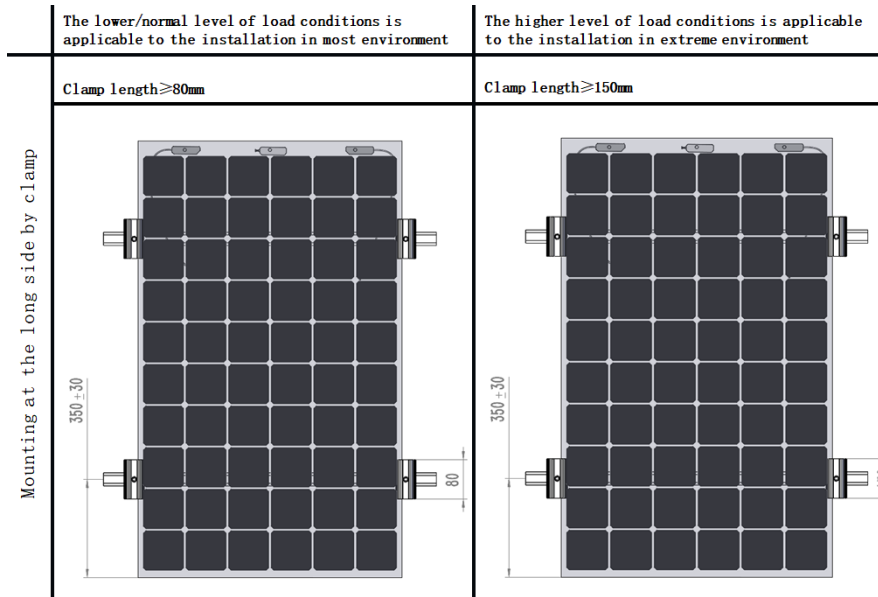 The lower/normal level of load conditions is
applicable to the installation in most environment
The higher level of load conditions is applicable
to the installation in extreme environment
Clamp length≥80mm
Clamp length≥150mm
Mounting at the long side by clamp
350±30
80
350±30